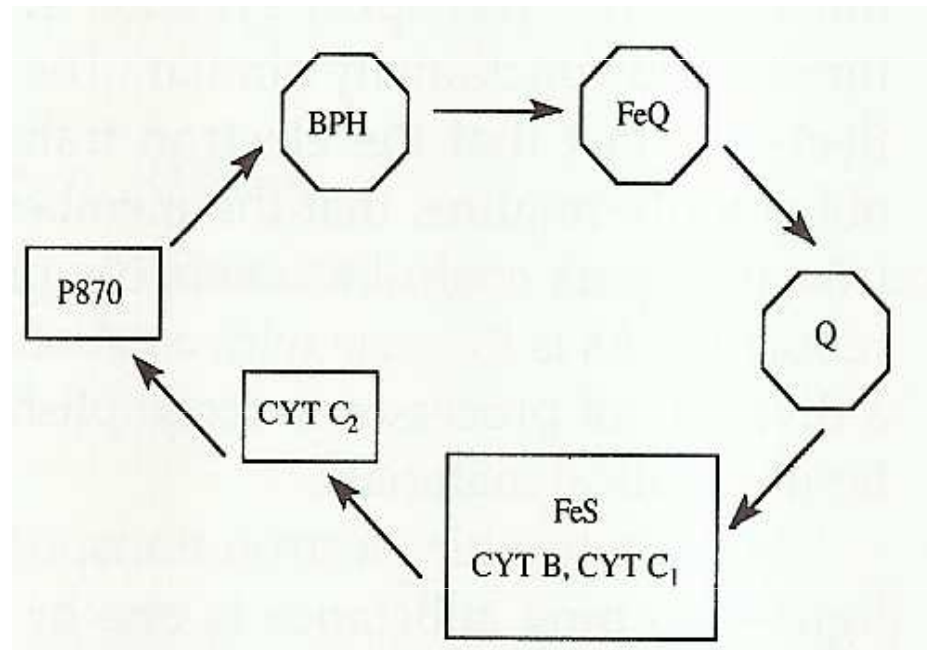 BPH
FeQ
P870
Q
CYT C₂
FeS
CYT B, CYT C₁